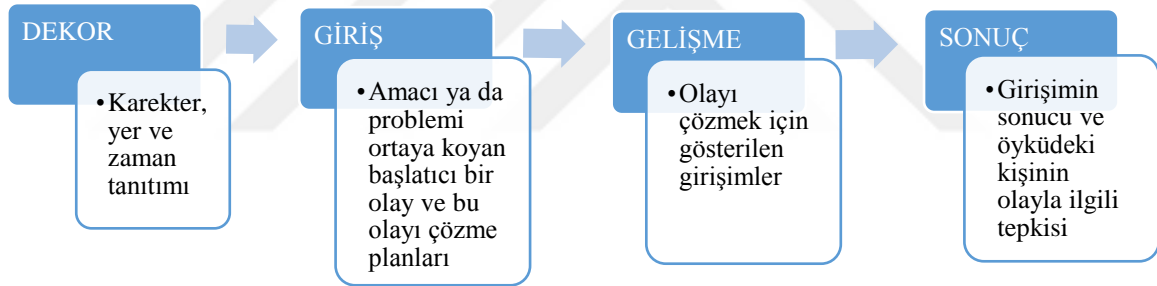 DEKOR
•Karekter,
yer ve
zaman
tanıtımı
GİRİŞ
•Amacı ya da
problemi
ortaya koyan
başlatıcı bir
olay ve bu
olayı çözme
planları
GELİŞME
•Olayı
çözmek için
gösterilen
girişimler
SONUÇ
•Girişimin
sonucu ve
öyküdeki
kişinin
olayla ilgili
tepkisi